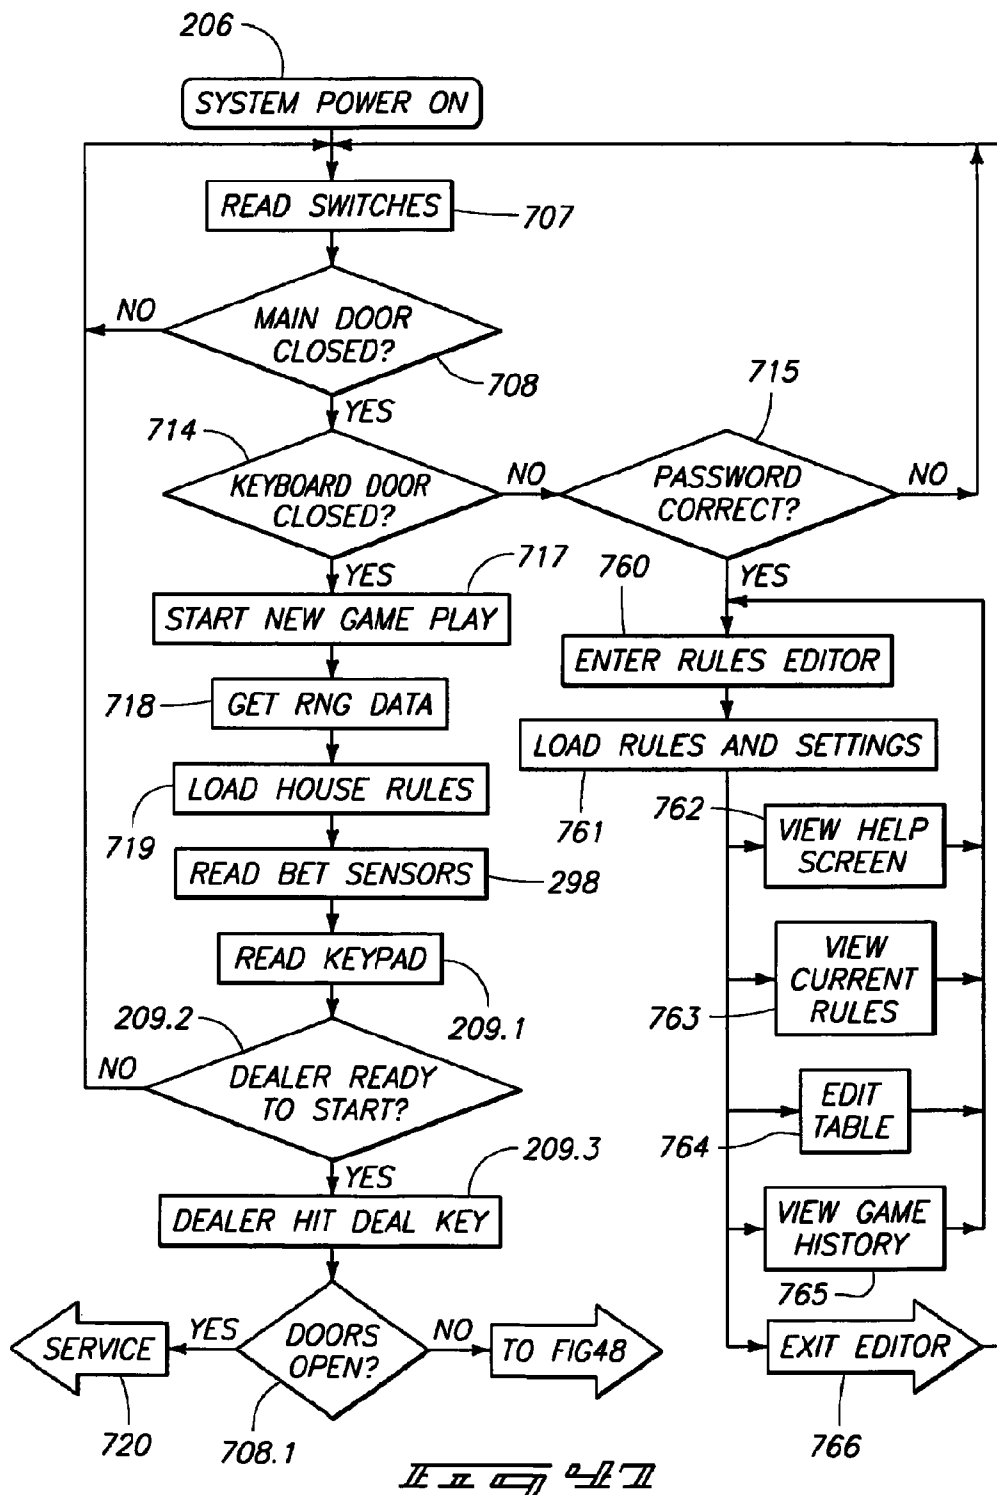 206
SYSTEM POWER ON
READ SWITCHES
707
NO
MAIN DOOR
CLOSED?
708
YES
714
KEYBOARD DOOR
CLOSED?
NO
715
PASSWORD
CORRECT?
NO
YES
717
START NEW GAME PLAY
760
YES
ENTER RULES EDITOR
718
GET RNG DATA
LOAD RULES AND SETTINGS
761
LOAD HOUSE RULES
719
762
VIEW HELP
SCREEN
READ BET SENSORS
298
READ KEYPAD
209.1
VIEW
CURRENT
RULES
763
209.2
NO
DEALER READY
TO START?
EDIT
TABLE
764
YES
209.3
DEALER HIT DEAL KEY
VIEW GAME
HISTORY
765
SERVICE
720
YES
DOORS
OPEN?
708.1
NO
TO FIG48
EXIT EDITOR
766
FIG 47